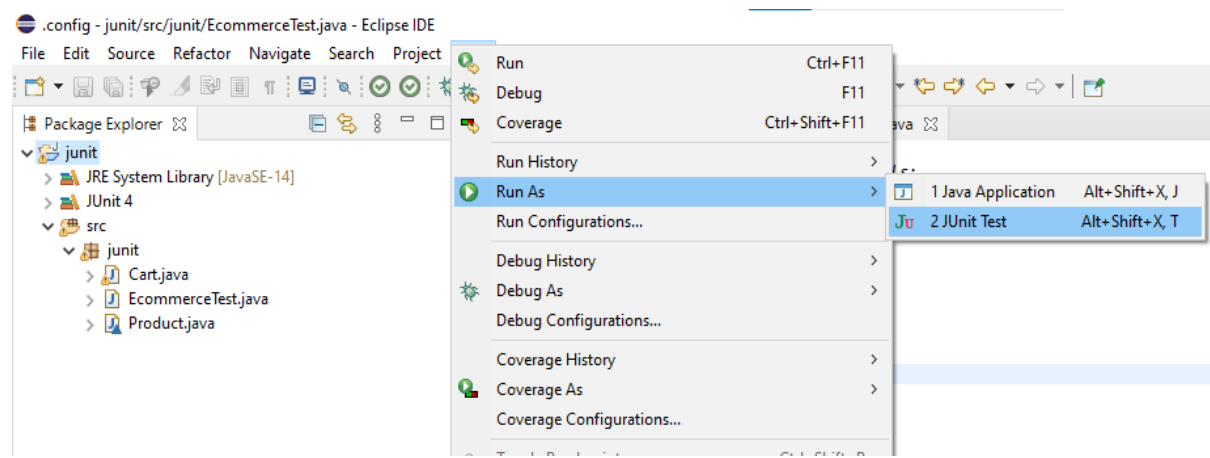 .config - junit/src/junit/EcommerceTest.java - Eclipse IDE
File Edit Source Refactor Navigate Search Project
Package Explorer
junit
JRE System Library [JavaSE-14]
JUnit 4
src
junit
Cart.java
EcommerceTest.java
Product.java
Run Ctrl+F11
Debug F11
Coverage Ctrl+Shift+F11
Run History
Run As
Run Configurations...
Debug History
Debug As
Debug Configurations...
Coverage History
Coverage As
Coverage Configurations...
1 Java Application Alt+Shift+X, J
Ju 2 JUnit Test Alt+Shift+X, T